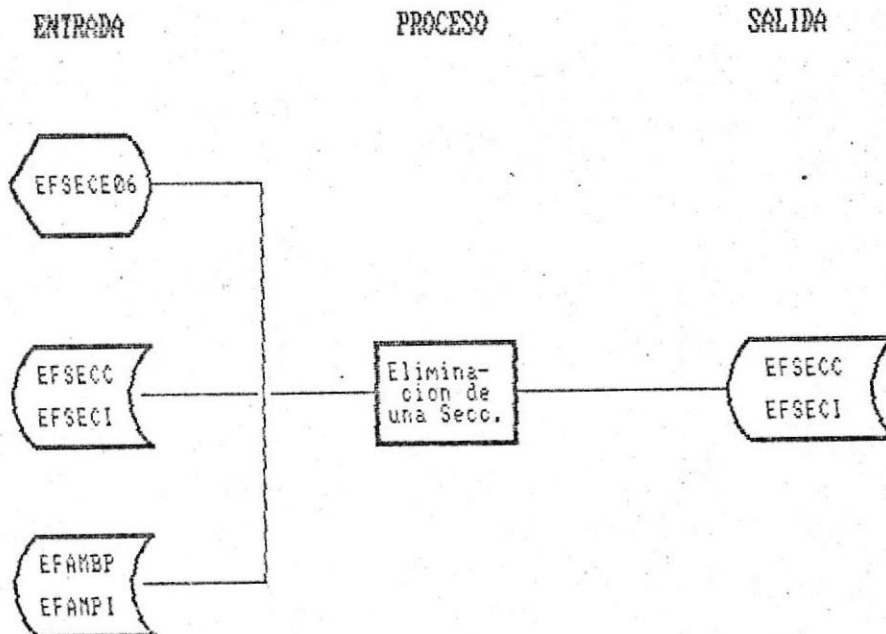 ENTRADA PROCESO SALIDA
EFSECE06
EFSECC
EFSECI
Elimina-
cion de
una Secc.
EFSECC
EFSECI
EFAMBP
EFAMPI